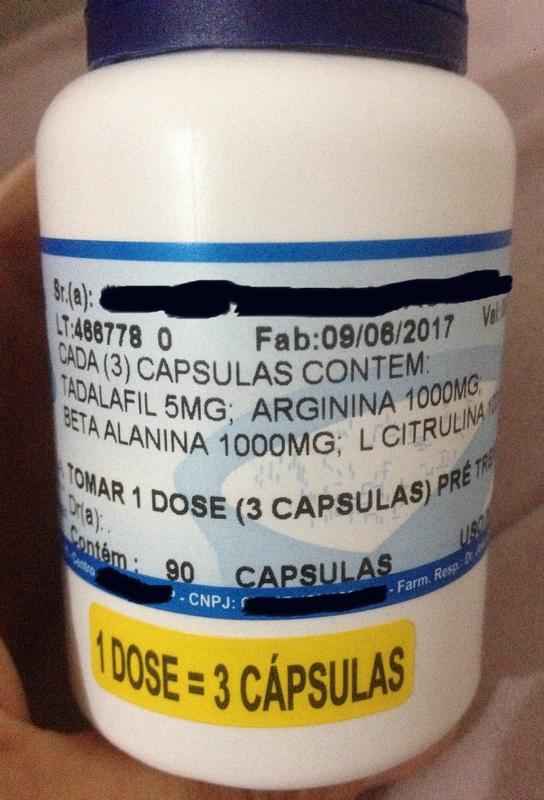 Sr.(a):
LT:466778 0 Fab:09/06/2017
CADA (3) CAPSULAS CONTEM:
TADALAFIL 5MG; ARGININA 1000MG;
BETA ALANINA 1000MG; L CITRULINA
TOMAR 1 DOSE (3 CAPSULAS) PRÉ
Dr(a):
Contém: 90 CAPSULAS
- CNPJ: - Farm. Resp. Dr.
1 DOSE = 3 CÁPSULAS